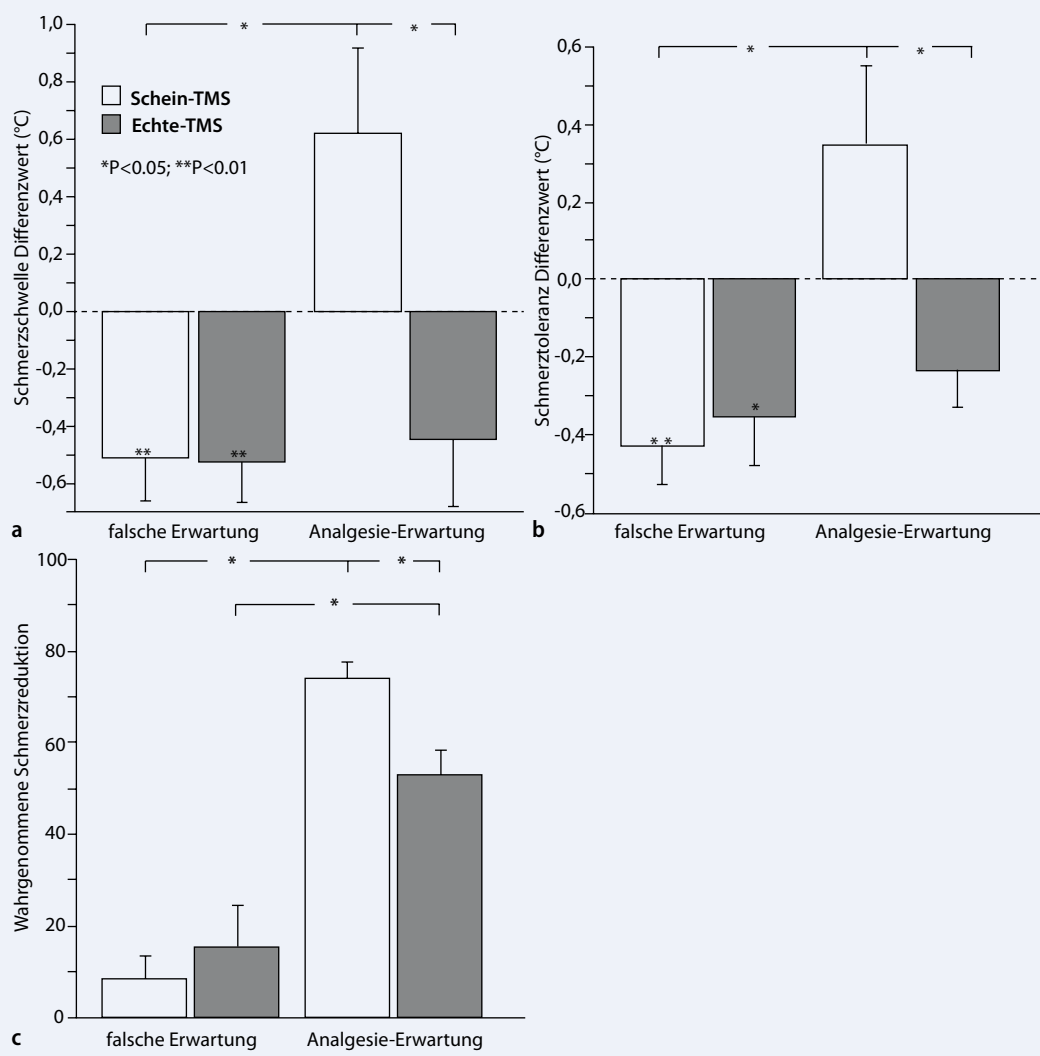 Schmerzschwelle Differenzwert (°C)
1,0
0,8
0,6
0,4
0,2
0,0
-0,2
-0,4
-0,6
* *
Schein-TMS
Echte-TMS
*P<0.05; **P<0.01
** **
falsche Erwartung Analgesie-Erwartung
a
Schmerztoleranz Differenzwert (°C)
0,6
0,4
0,2
0,0
-0,2
-0,4
-0,6
* *
** *
falsche Erwartung Analgesie-Erwartung
b
Wahrgenommene Schmerzreduktion
100
80
60
40
20
0
* *
*
falsche Erwartung Analgesie-Erwartung
c